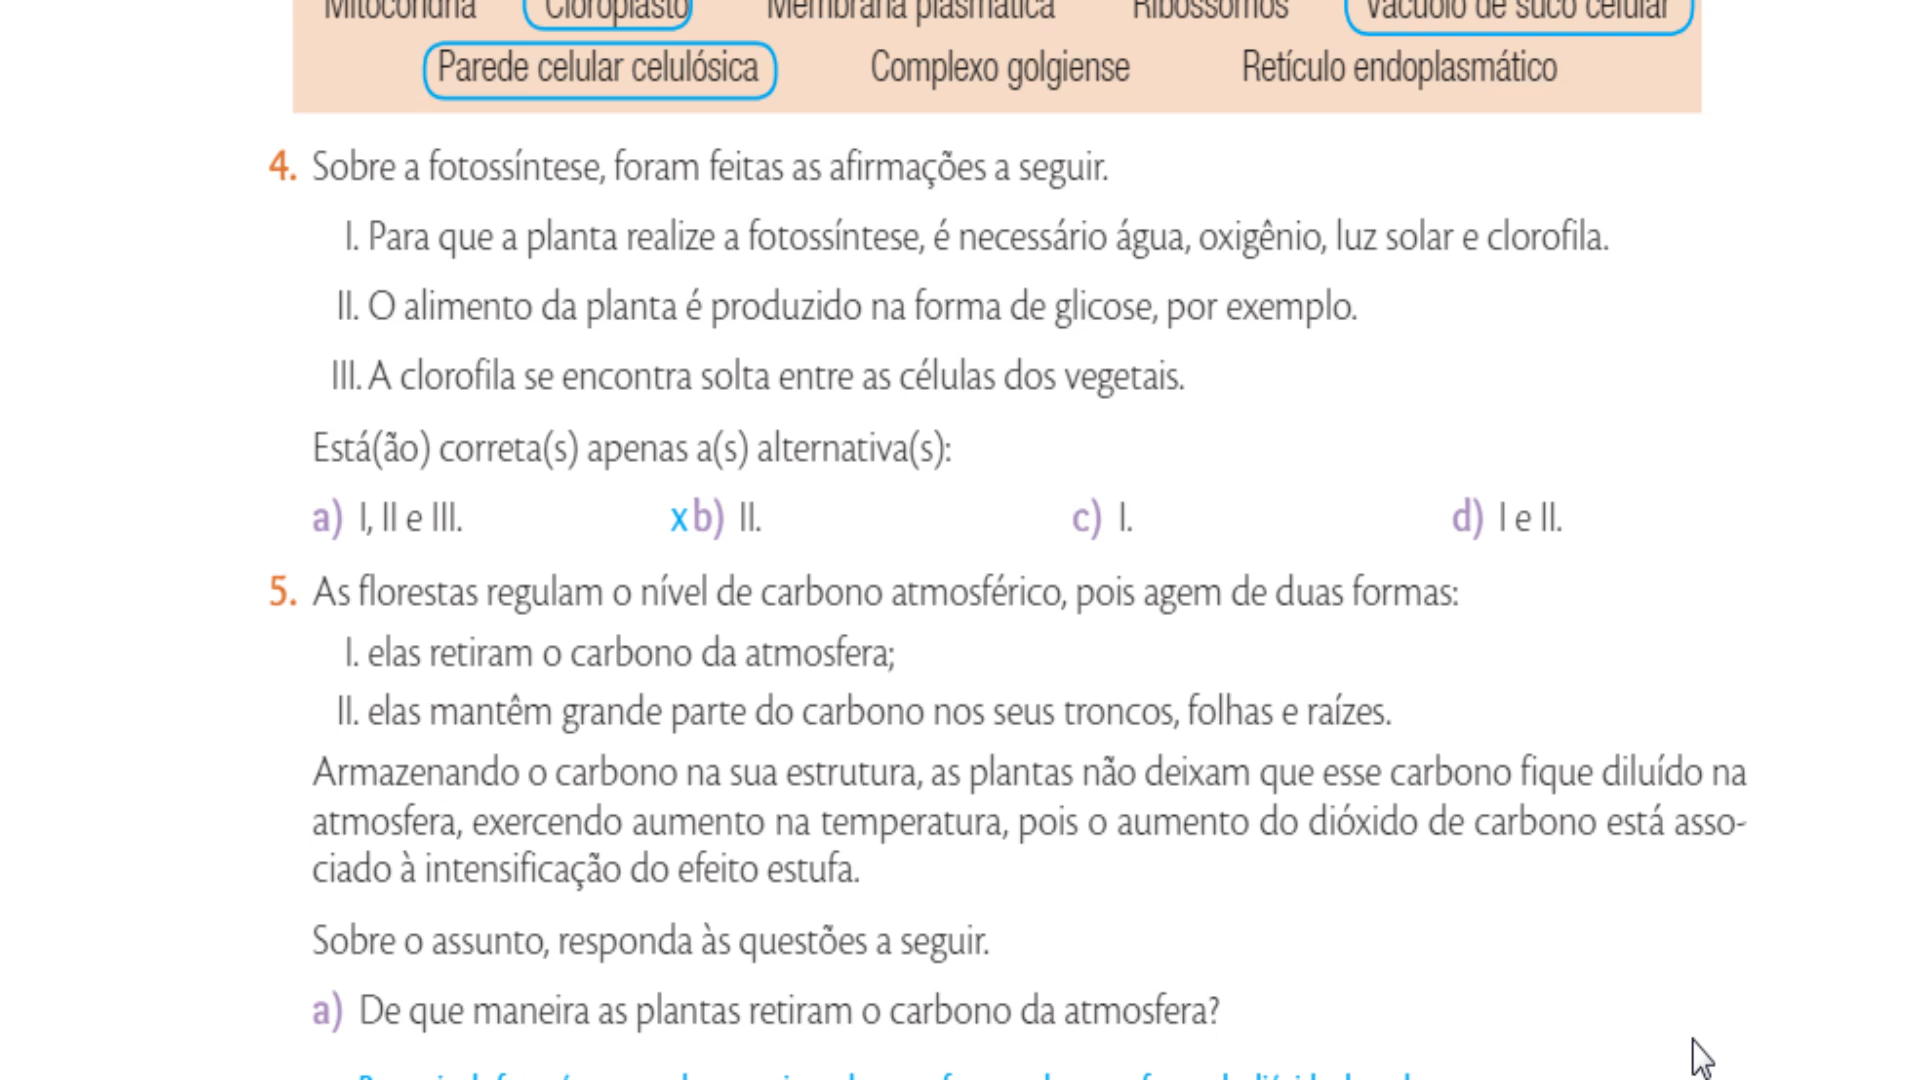 Mitocôndria Cloroplasto Membrana plasmática Ribossomos Vacúolo de suco celular
Parede celular celulósica Complexo golgiense Retículo endoplasmático
4. Sobre a fotossíntese, foram feitas as afirmações a seguir.
I. Para que a planta realize a fotossíntese, é necessário água, oxigênio, luz solar e clorofila.
II. O alimento da planta é produzido na forma de glicose, por exemplo.
III. A clorofila se encontra solta entre as células dos vegetais.
Está(ão) correta(s) apenas a(s) alternativa(s):
a) I, II e III. x b) II. c) I. d) I e II.
5. As florestas regulam o nível de carbono atmosférico, pois agem de duas formas:
I. elas retiram o carbono da atmosfera;
II. elas mantêm grande parte do carbono nos seus troncos, folhas e raízes.
Armazenando o carbono na sua estrutura, as plantas não deixam que esse carbono fique diluído na
atmosfera, exercendo aumento na temperatura, pois o aumento do dióxido de carbono está asso-
ciado à intensificação do efeito estufa.
Sobre o assunto, responda às questões a seguir.
a) De que maneira as plantas retiram o carbono da atmosfera?